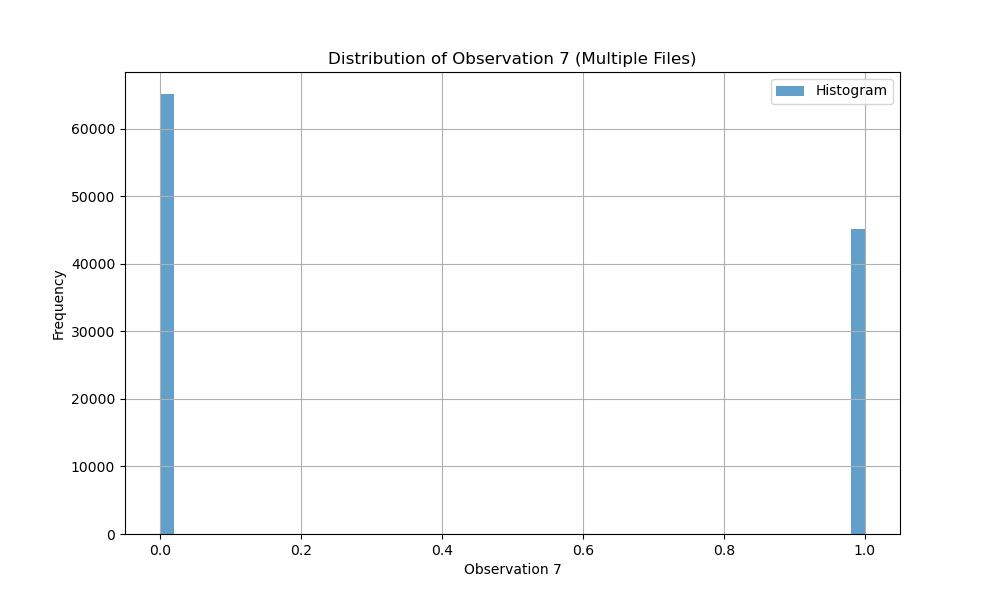 Distribution of Observation 7 (Multiple Files)
Histogram
60000
50000
40000
30000
20000
10000
0
Frequency
0.0 0.2 0.4 0.6 0.8 1.0
Observation 7